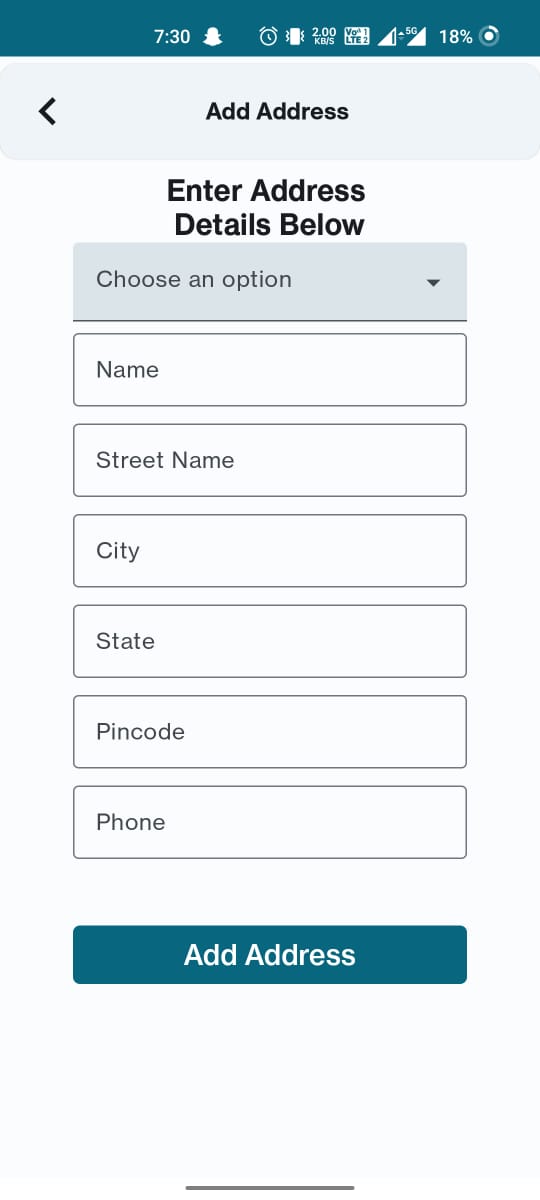 7:30 2.00 KB/S Vo 1 LTE 2 5G 18%
Add Address
Enter Address
Details Below
Choose an option
Name
Street Name
City
State
Pincode
Phone
Add Address